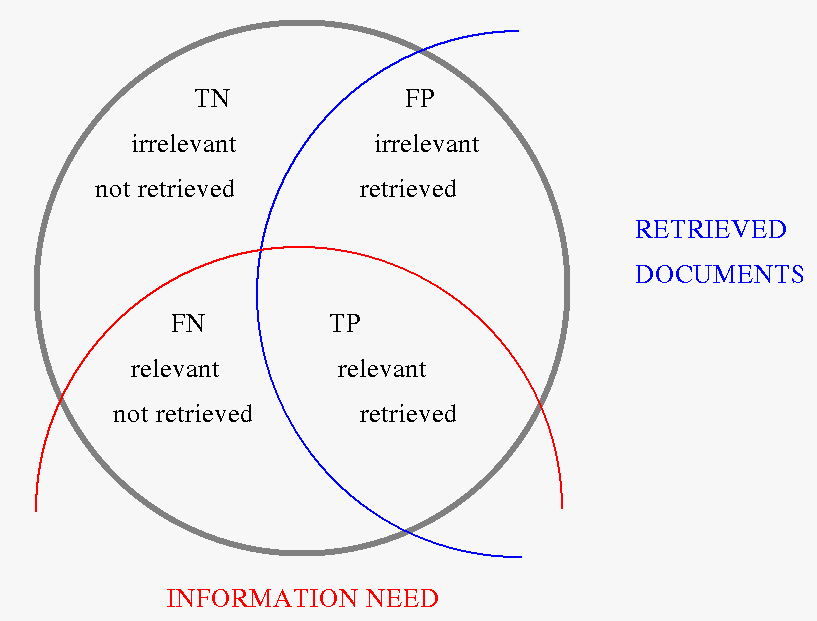 TN
irrelevant
not retrieved
FP
irrelevant
retrieved
RETRIEVED
DOCUMENTS
FN
relevant
not retrieved
TP
relevant
retrieved
INFORMATION NEED